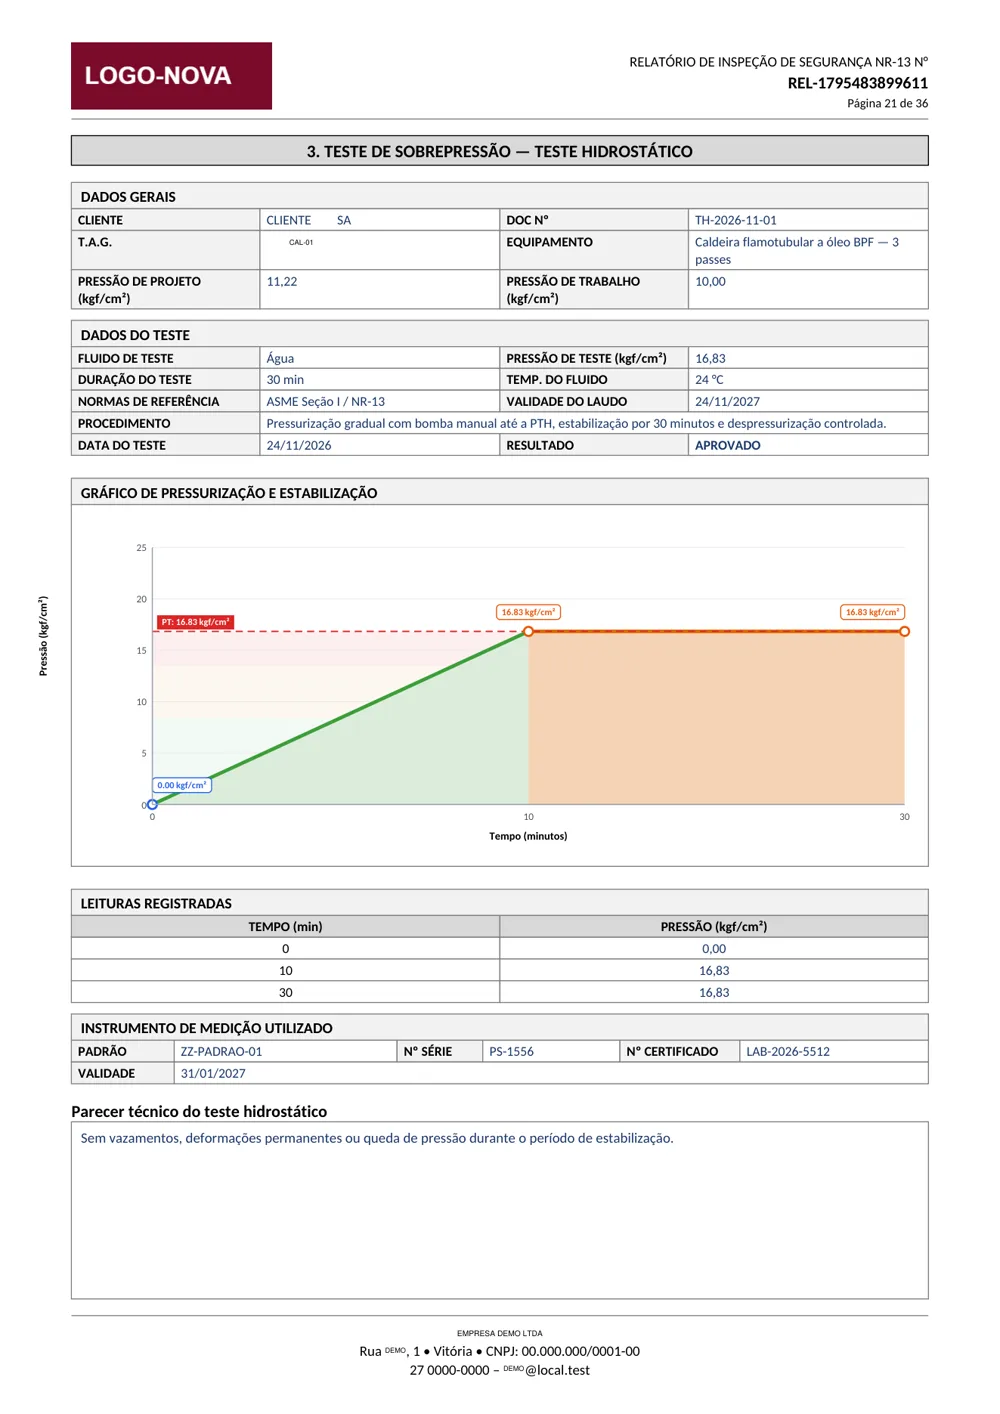 LOGO-NOVA
RELATÓRIO DE INSPEÇÃO DE SEGURANÇA NR-13 Nº
REL-1795483899611
Página 21 de 36
3. TESTE DE SOBREPRESSÃO — TESTE HIDROSTÁTICO
DADOS GERAIS
CLIENTE CLIENTE SA DOC Nº TH-2026-11-01
T.A.G. CAL-01 EQUIPAMENTO Caldeira flamotubular a óleo BPF — 3
passes
PRESSÃO DE PROJETO 11,22 PRESSÃO DE TRABALHO 10,00
(kgf/cm²) (kgf/cm²)
DADOS DO TESTE
FLUIDO DE TESTE Água PRESSÃO DE TESTE (kgf/cm²) 16,83
DURAÇÃO DO TESTE 30 min TEMP. DO FLUIDO 24 °C
NORMAS DE REFERÊNCIA ASME Seção I / NR-13 VALIDADE DO LAUDO 24/11/2027
PROCEDIMENTO Pressurização gradual com bomba manual até a PTH, estabilização por 30 minutos e despressurização controlada.
DATA DO TESTE 24/11/2026 RESULTADO APROVADO
GRÁFICO DE PRESSURIZAÇÃO E ESTABILIZAÇÃO
25
20
16.83 kgf/cm² 16.83 kgf/cm²
PT: 16.83 kgf/cm²
Pressão (kgf/cm²)
15
10
5
0.00 kgf/cm²
0
0 10 30
Tempo (minutos)
LEITURAS REGISTRADAS
TEMPO (min) PRESSÃO (kgf/cm²)
0 0,00
10 16,83
30 16,83
INSTRUMENTO DE MEDIÇÃO UTILIZADO
PADRÃO ZZ-PADRAO-01 Nº SÉRIE PS-1556 Nº CERTIFICADO LAB-2026-5512
VALIDADE 31/01/2027
Parecer técnico do teste hidrostático
Sem vazamentos, deformações permanentes ou queda de pressão durante o período de estabilização.
EMPRESA DEMO LTDA
Rua DEMO, 1 • Vitória • CNPJ: 00.000.000/0001-00
27 0000-0000 – DEMO@local.test